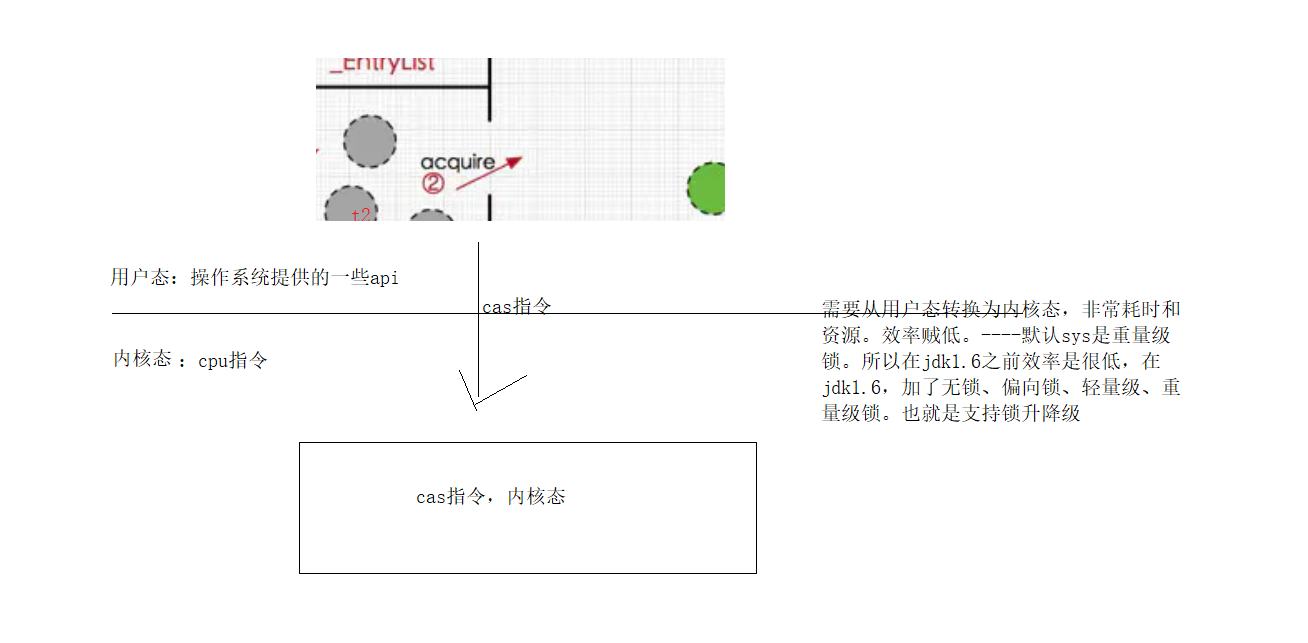 _EntryList
acquire
②
t2
用户态：操作系统提供的一些api
cas指令
需要从用户态转换为内核态，非常耗时和
资源。效率贼低。----默认sys是重量级
锁。所以在jdk1.6之前效率是很低，在
jdk1.6，加了无锁、偏向锁、轻量级、重
量级锁。也就是支持锁升降级
内核态 ：cpu指令
cas指令，内核态